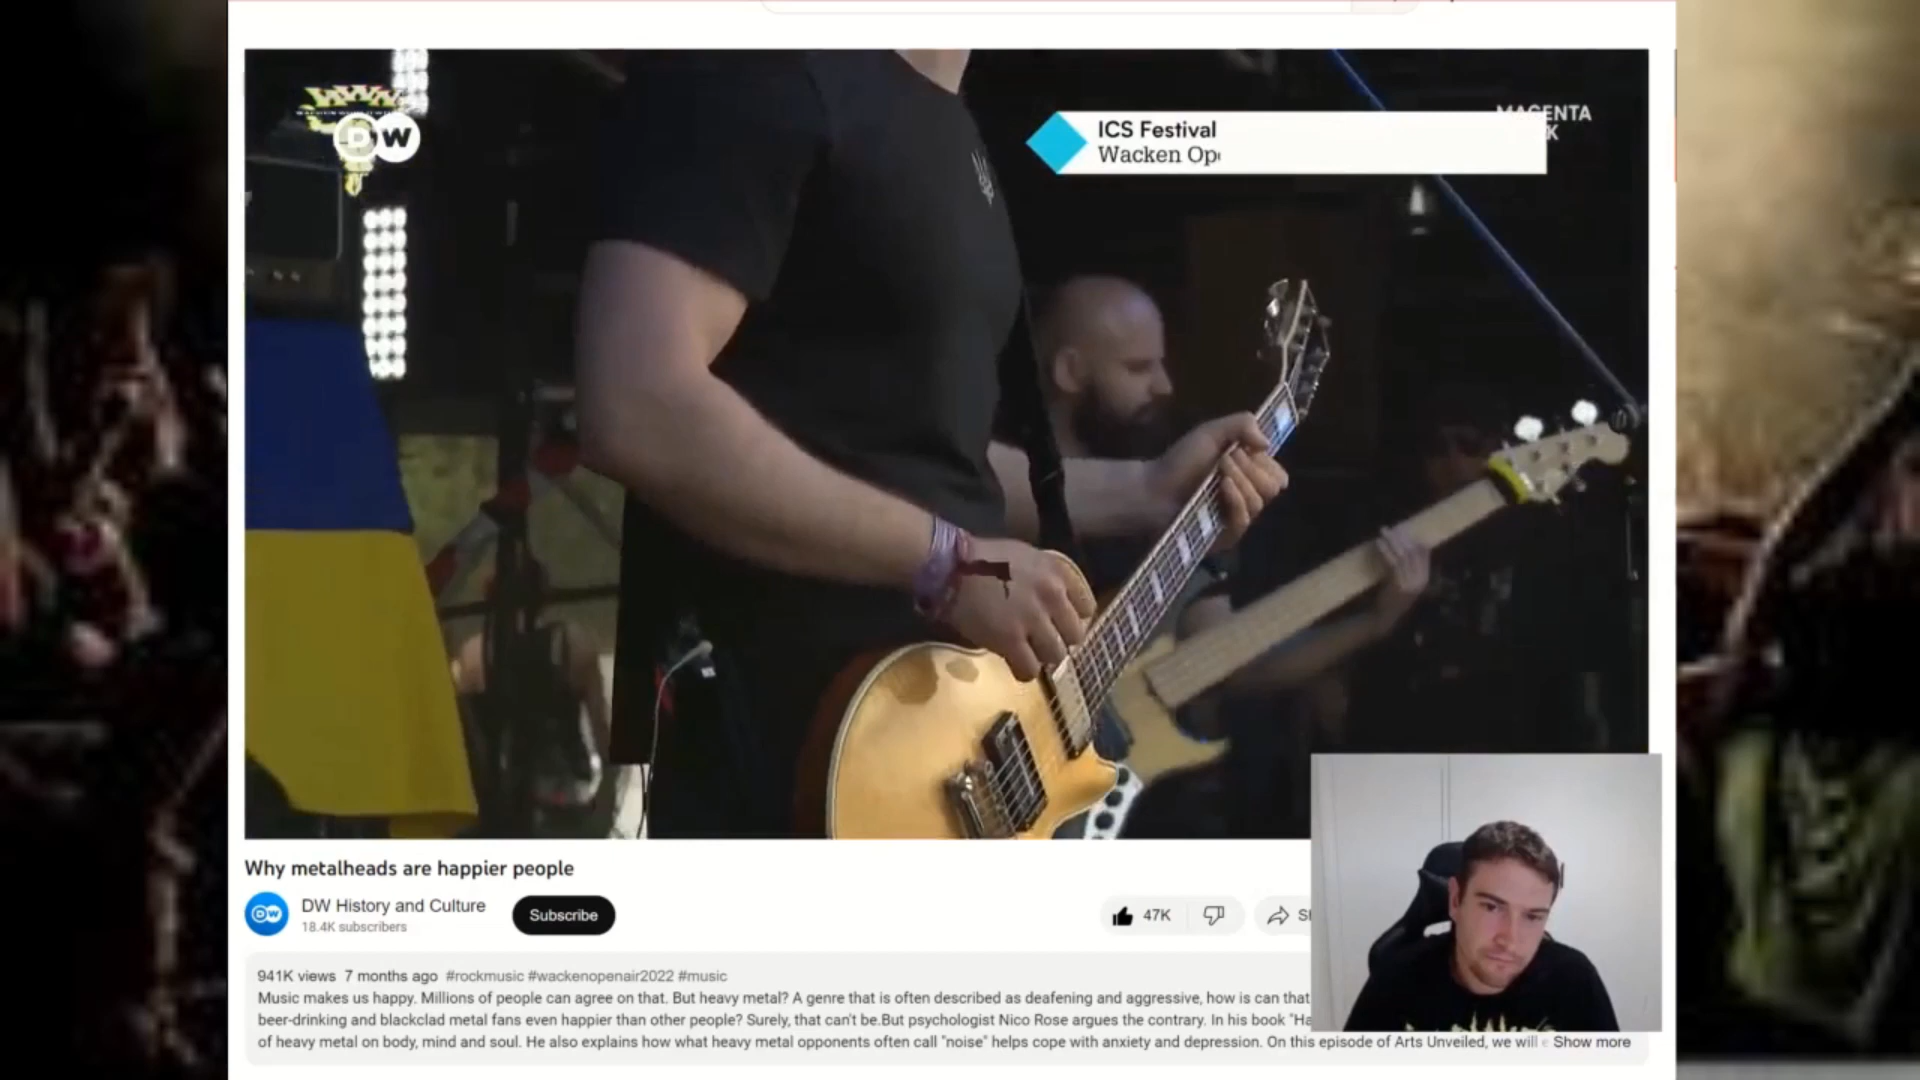 DW
ICS Festival
Wacken Op
MAGENTA
K
Why metalheads are happier people
DW
DW History and Culture
18.4K subscribers
Subscribe
47K
941K views 7 months ago #rockmusic #wackenopenair2022 #music
Music makes us happy. Millions of people can agree on that. But heavy metal? A genre that is often described as deafening and aggressive, how is can that
beer-drinking and blackclad metal fans even happier than other people? Surely, that can't be.But psychologist Nico Rose argues the contrary. In his book "Ha
of heavy metal on body, mind and soul. He also explains how what heavy metal opponents often call "noise" helps cope with anxiety and depression. On this episode of Arts Unveiled, we will
Show more